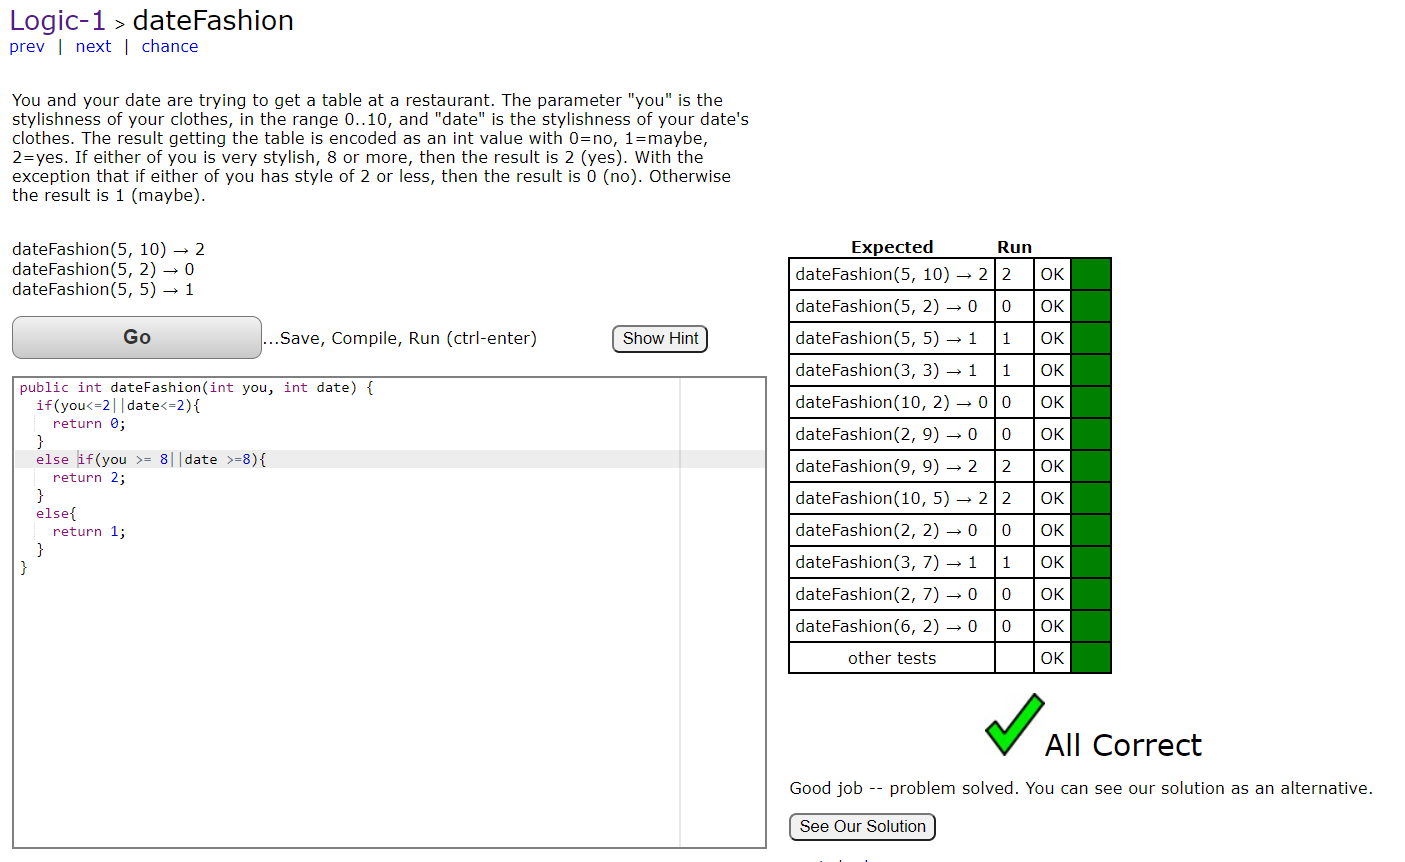 Logic-1 > dateFashion
prev | next | chance
You and your date are trying to get a table at a restaurant. The parameter "you" is the
stylishness of your clothes, in the range 0..10, and "date" is the stylishness of your date's
clothes. The result getting the table is encoded as an int value with 0=no, 1=maybe,
2=yes. If either of you is very stylish, 8 or more, then the result is 2 (yes). With the
exception that if either of you has style of 2 or less, then the result is 0 (no). Otherwise
the result is 1 (maybe).
dateFashion(5, 10) → 2
dateFashion(5, 2) → 0
dateFashion(5, 5) → 1
Go ...Save, Compile, Run (ctrl-enter) Show Hint
public int dateFashion(int you, int date) {
if(you<=2||date<=2){
return 0;
}
else if(you >= 8||date >=8){
return 2;
}
else{
return 1;
}
}
Expected Run
dateFashion(5, 10) → 2 2 OK
dateFashion(5, 2) → 0 0 OK
dateFashion(5, 5) → 1 1 OK
dateFashion(3, 3) → 1 1 OK
dateFashion(10, 2) → 0 0 OK
dateFashion(2, 9) → 0 0 OK
dateFashion(9, 9) → 2 2 OK
dateFashion(10, 5) → 2 2 OK
dateFashion(2, 2) → 0 0 OK
dateFashion(3, 7) → 1 1 OK
dateFashion(2, 7) → 0 0 OK
dateFashion(6, 2) → 0 0 OK
other tests OK
All Correct
Good job -- problem solved. You can see our solution as an alternative.
See Our Solution